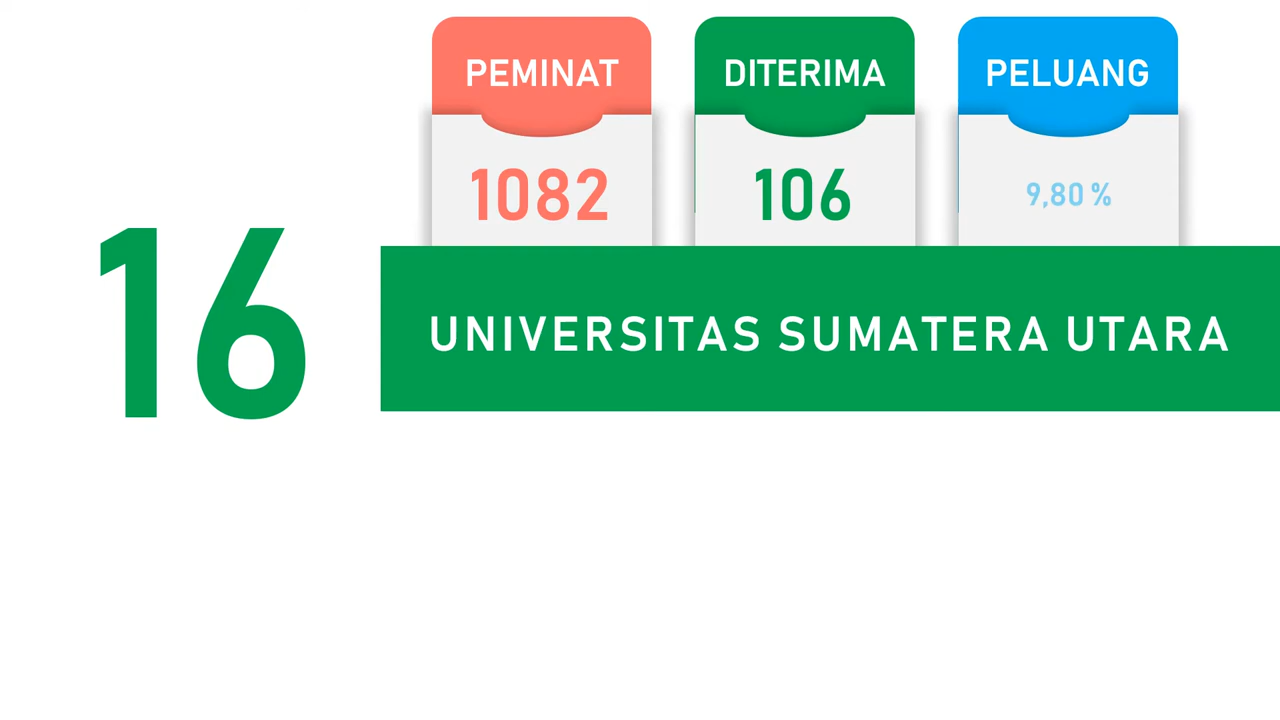 PEMINAT DITERIMA PELUANG
1082 106 9,80 %
16
UNIVERSITAS SUMATERA UTARA